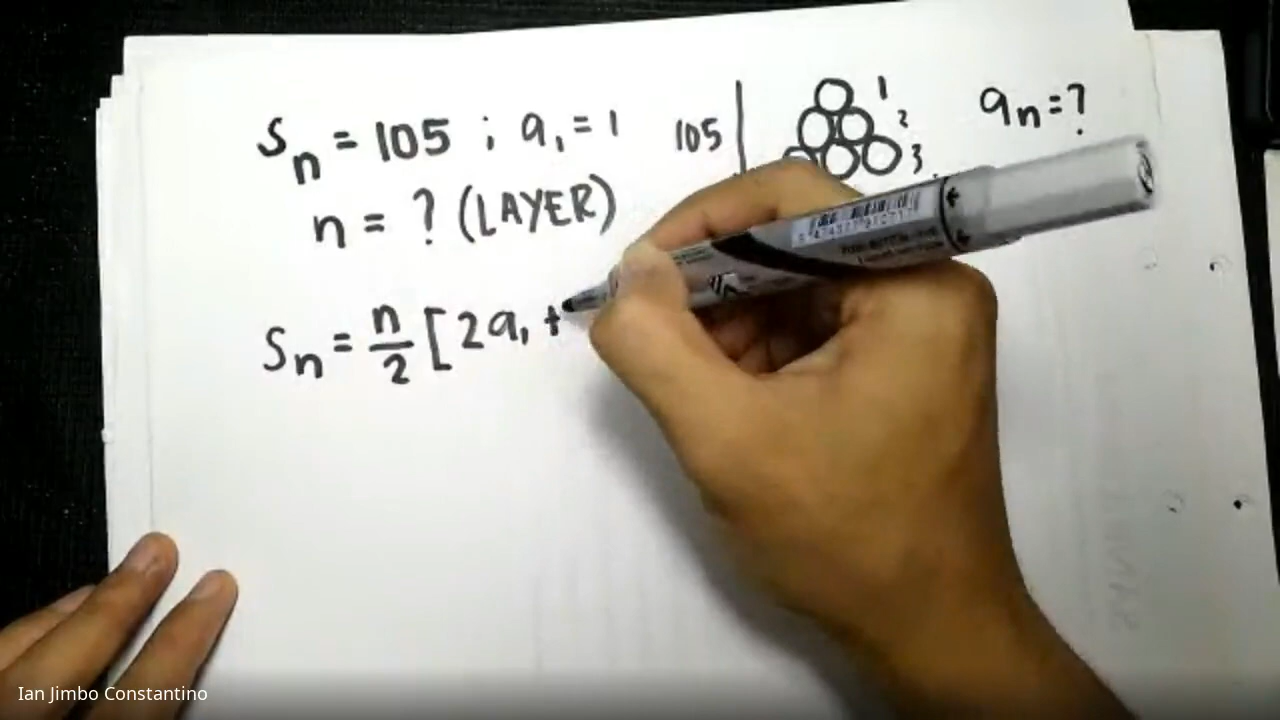 Sn = 105 ; a₁ = 1
n = ? (LAYER)
105
1
2
3
an = ?
Sn = n/2 [2a₁ +
Ian Jimbo Constantino